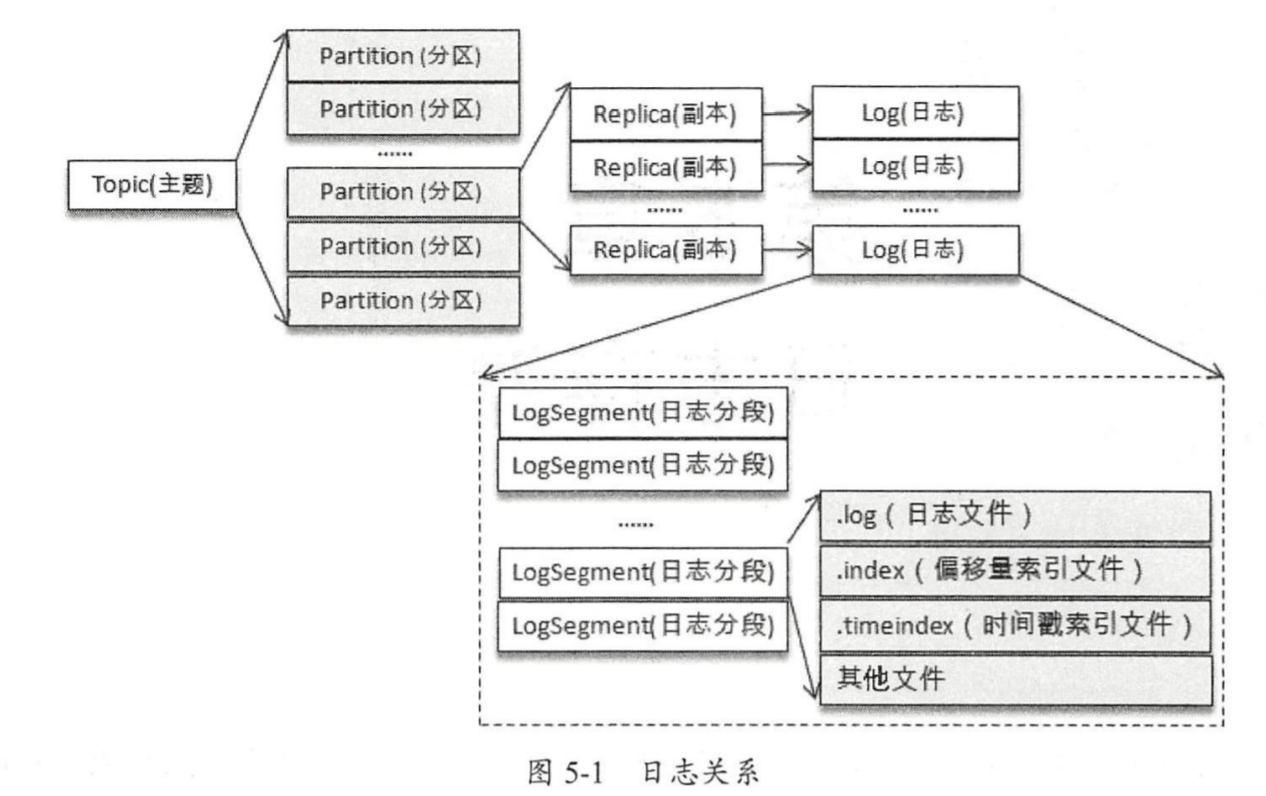 Topic(主题)
Partition (分区)
Partition (分区)
......
Partition (分区)
Partition (分区)
Partition (分区)
Replica(副本)
Replica(副本)
......
Replica(副本)
Log(日志)
Log(日志)
......
Log(日志)
LogSegment(日志分段)
LogSegment(日志分段)
......
LogSegment(日志分段)
LogSegment(日志分段)
.log（日志文件）
.index（偏移量索引文件）
.timeindex（时间戳索引文件）
其他文件
图 5-1 日志关系